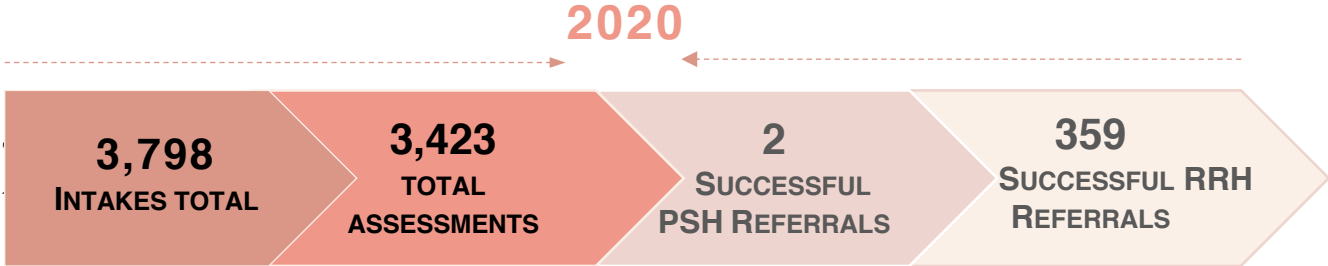 2020
3,798
INTAKES TOTAL
3,423
TOTAL
ASSESSMENTS
2
SUCCESSFUL
PSH REFERRALS
359
SUCCESSFUL RRH
REFERRALS